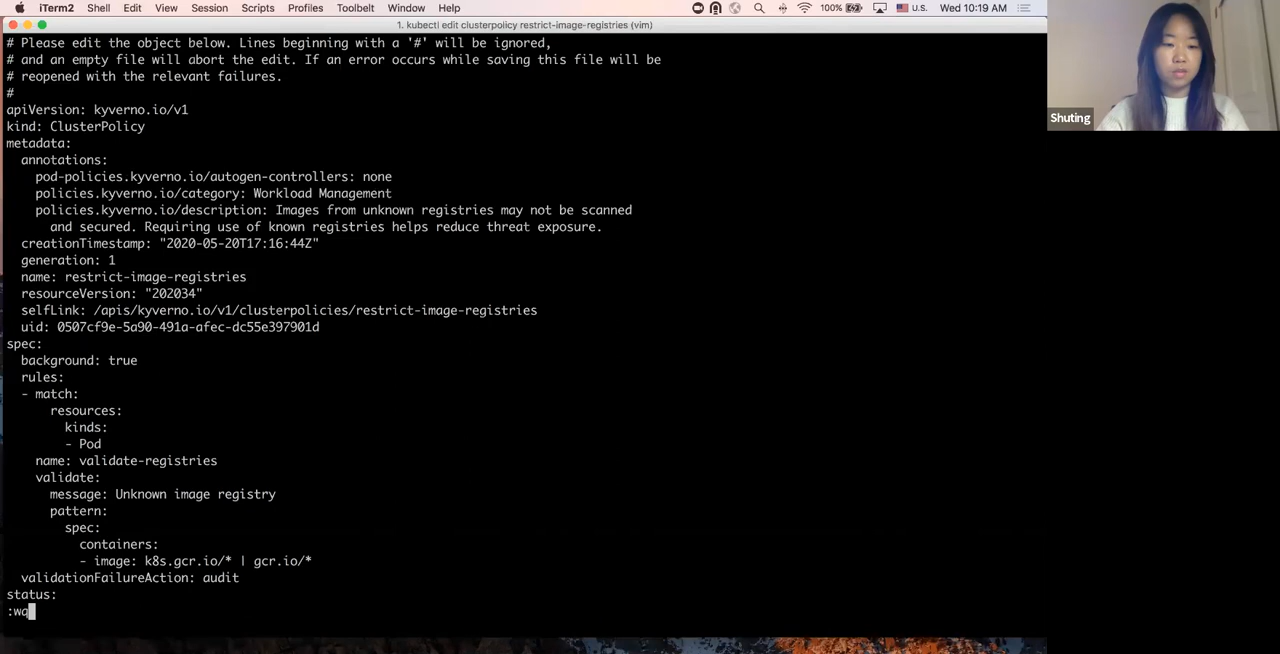 iTerm2 Shell Edit View Session Scripts Profiles Toolbelt Window Help 100% U.S. Wed 10:19 AM
1. kubectl edit clusterpolicy restrict-image-registries (vim)
# Please edit the object below. Lines beginning with a '#' will be ignored,
# and an empty file will abort the edit. If an error occurs while saving this file will be
# reopened with the relevant failures.
#
apiVersion: kyverno.io/v1
kind: ClusterPolicy
metadata:
  annotations:
    pod-policies.kyverno.io/autogen-controllers: none
    policies.kyverno.io/category: Workload Management
    policies.kyverno.io/description: Images from unknown registries may not be scanned
      and secured. Requiring use of known registries helps reduce threat exposure.
  creationTimestamp: "2020-05-20T17:16:44Z"
  generation: 1
  name: restrict-image-registries
  resourceVersion: "202034"
  selfLink: /apis/kyverno.io/v1/clusterpolicies/restrict-image-registries
  uid: 0507cf9e-5a90-491a-afec-dc55e397901d
spec:
  background: true
  rules:
  - match:
      resources:
        kinds:
        - Pod
    name: validate-registries
    validate:
      message: Unknown image registry
      pattern:
        spec:
          containers:
          - image: k8s.gcr.io/* | gcr.io/*
  validationFailureAction: audit
status:
:wq
Shuting